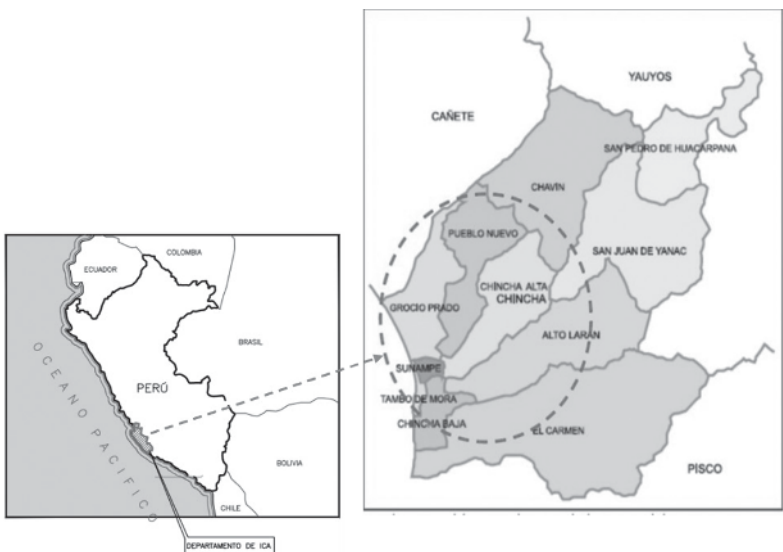 COLOMBIA
ECUADOR
BRASIL
PERÚ
OCEANO PACIFICO
BOLIVIA
CHILE
DEPARTAMENTO DE ICA
YAUYOS
CAÑETE
SAN PEDRO DE HUACARPANA
CHAVÍN
PUEBLO NUEVO
SAN JUAN DE YANAC
CHINCHA ALTA
CHINCHA
GROCIO PRADO
ALTO LARÁN
SUNAMPE
TAMBO DE MORA
CHINCHA BAJA
EL CARMEN
PISCO